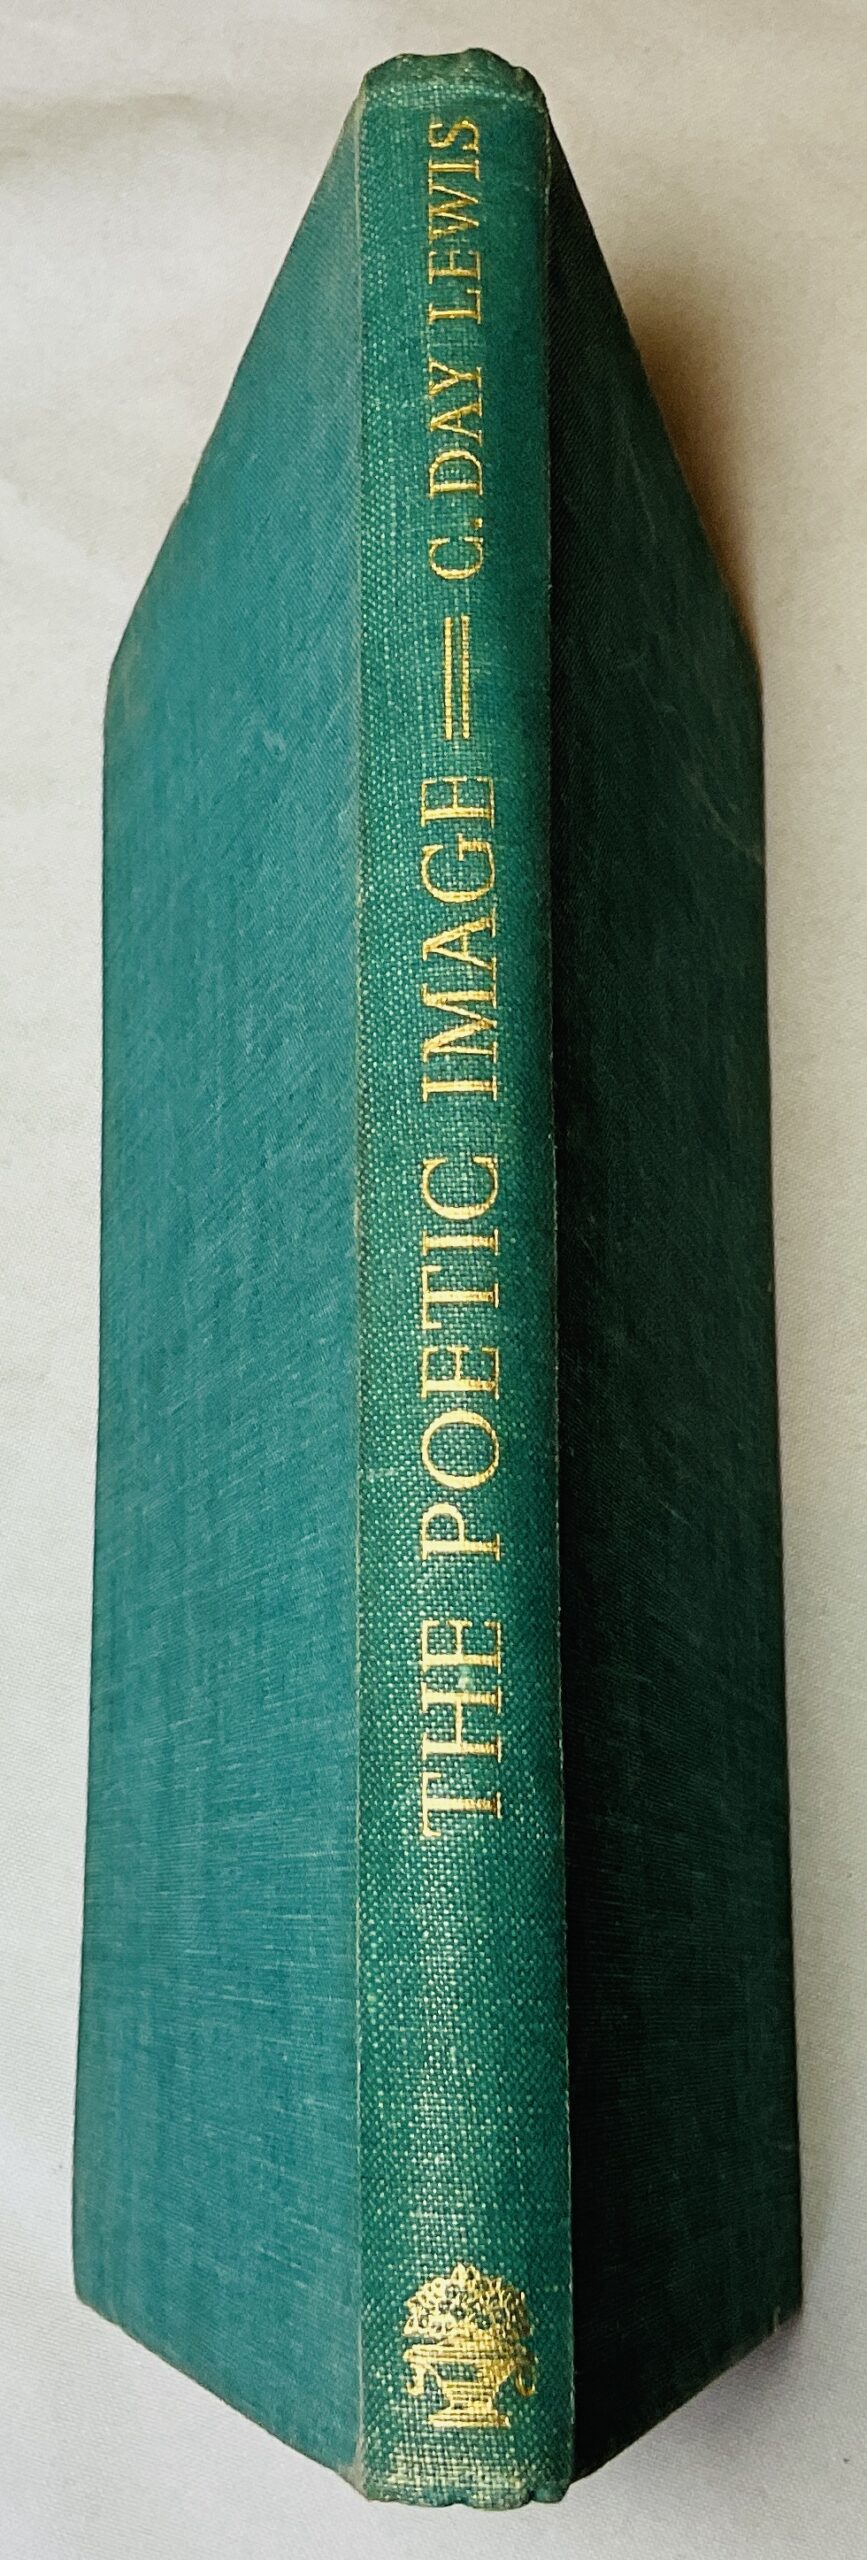 THE POETIC IMAGE = C. DAY LEWIS